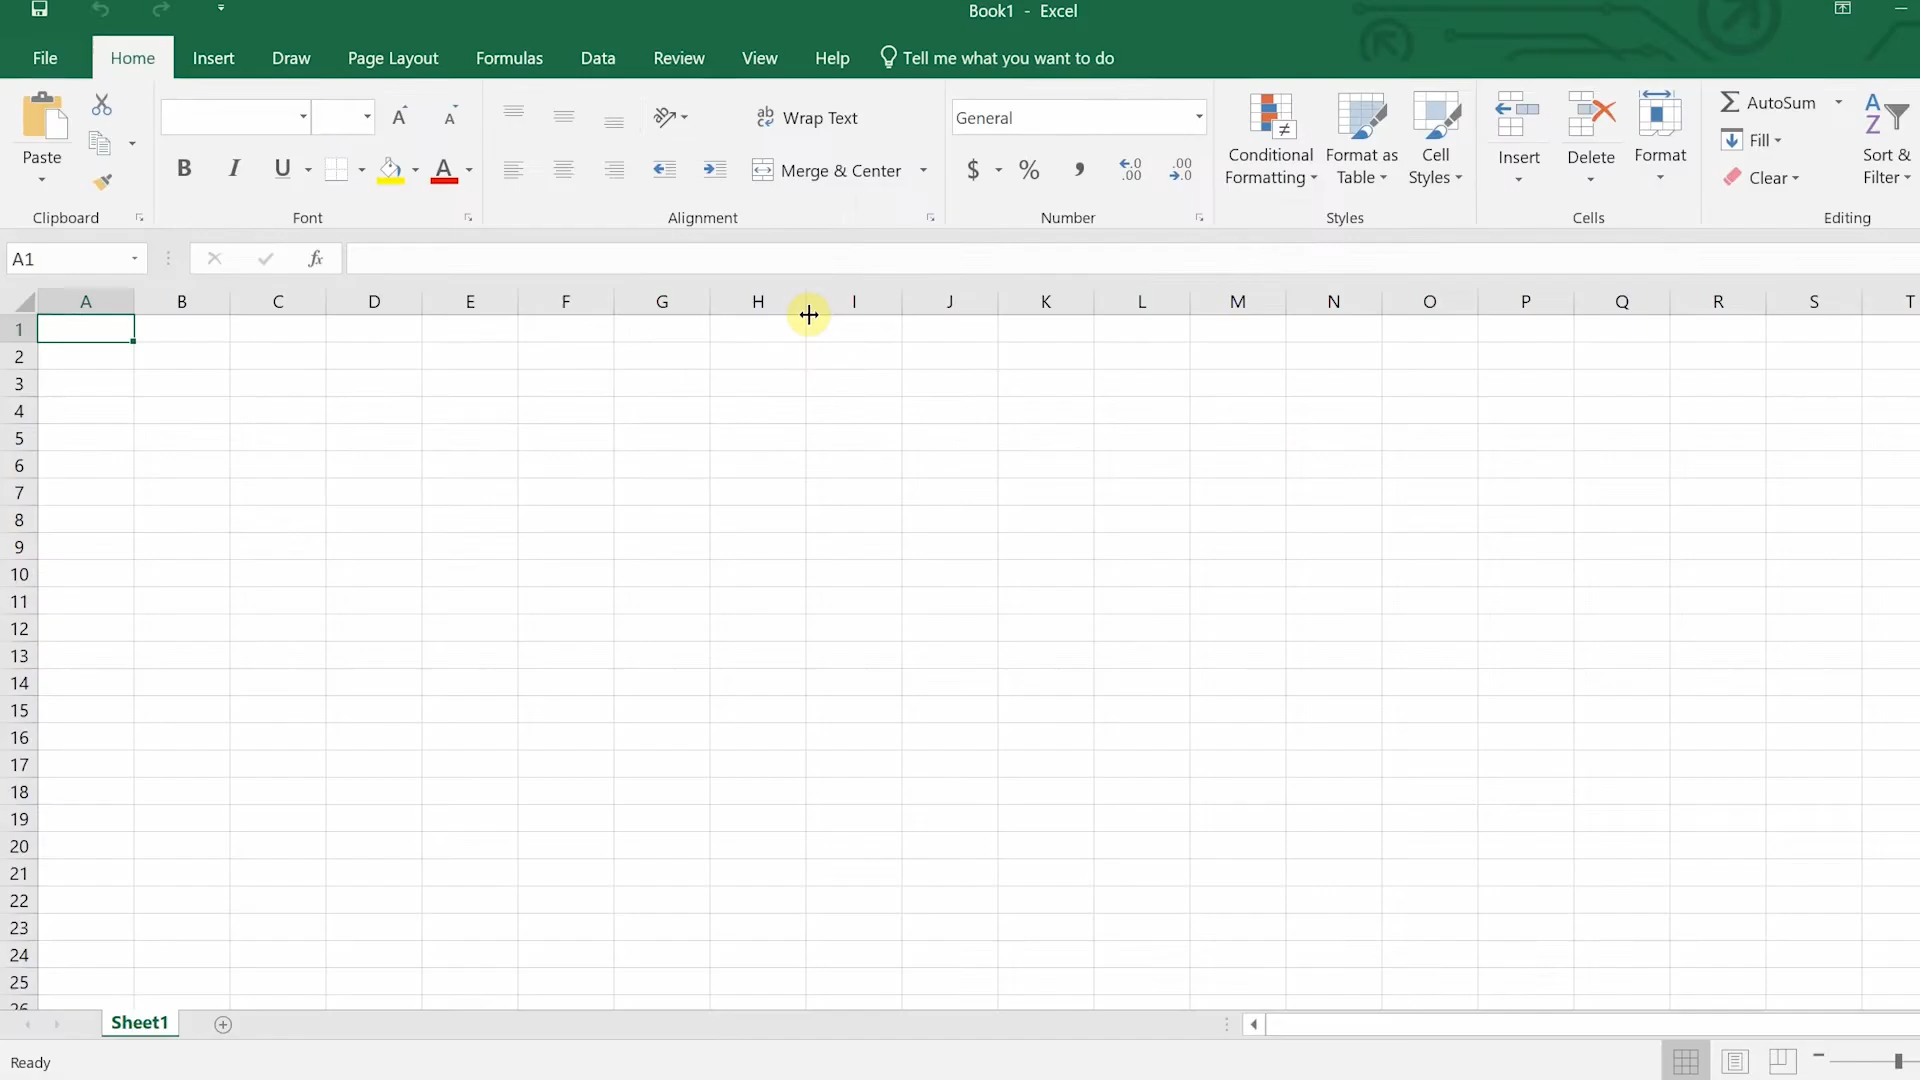 Book1 - Excel
File Home Insert Draw Page Layout Formulas Data Review View Help Tell me what you want to do
Paste
Clipboard
A A
B I U A
Font
ab Wrap Text
Merge & Center
Alignment
General
$ % , .00 .00
Number
Conditional Formatting
Format as Table
Cell Styles
Styles
Insert Delete Format
Cells
AutoSum
Fill
Clear
Sort & Filter
Editing
A1
fx
A B C D E F G H I J K L M N O P Q R S T
1
2
3
4
5
6
7
8
9
10
11
12
13
14
15
16
17
18
19
20
21
22
23
24
25
26
Sheet1
Ready